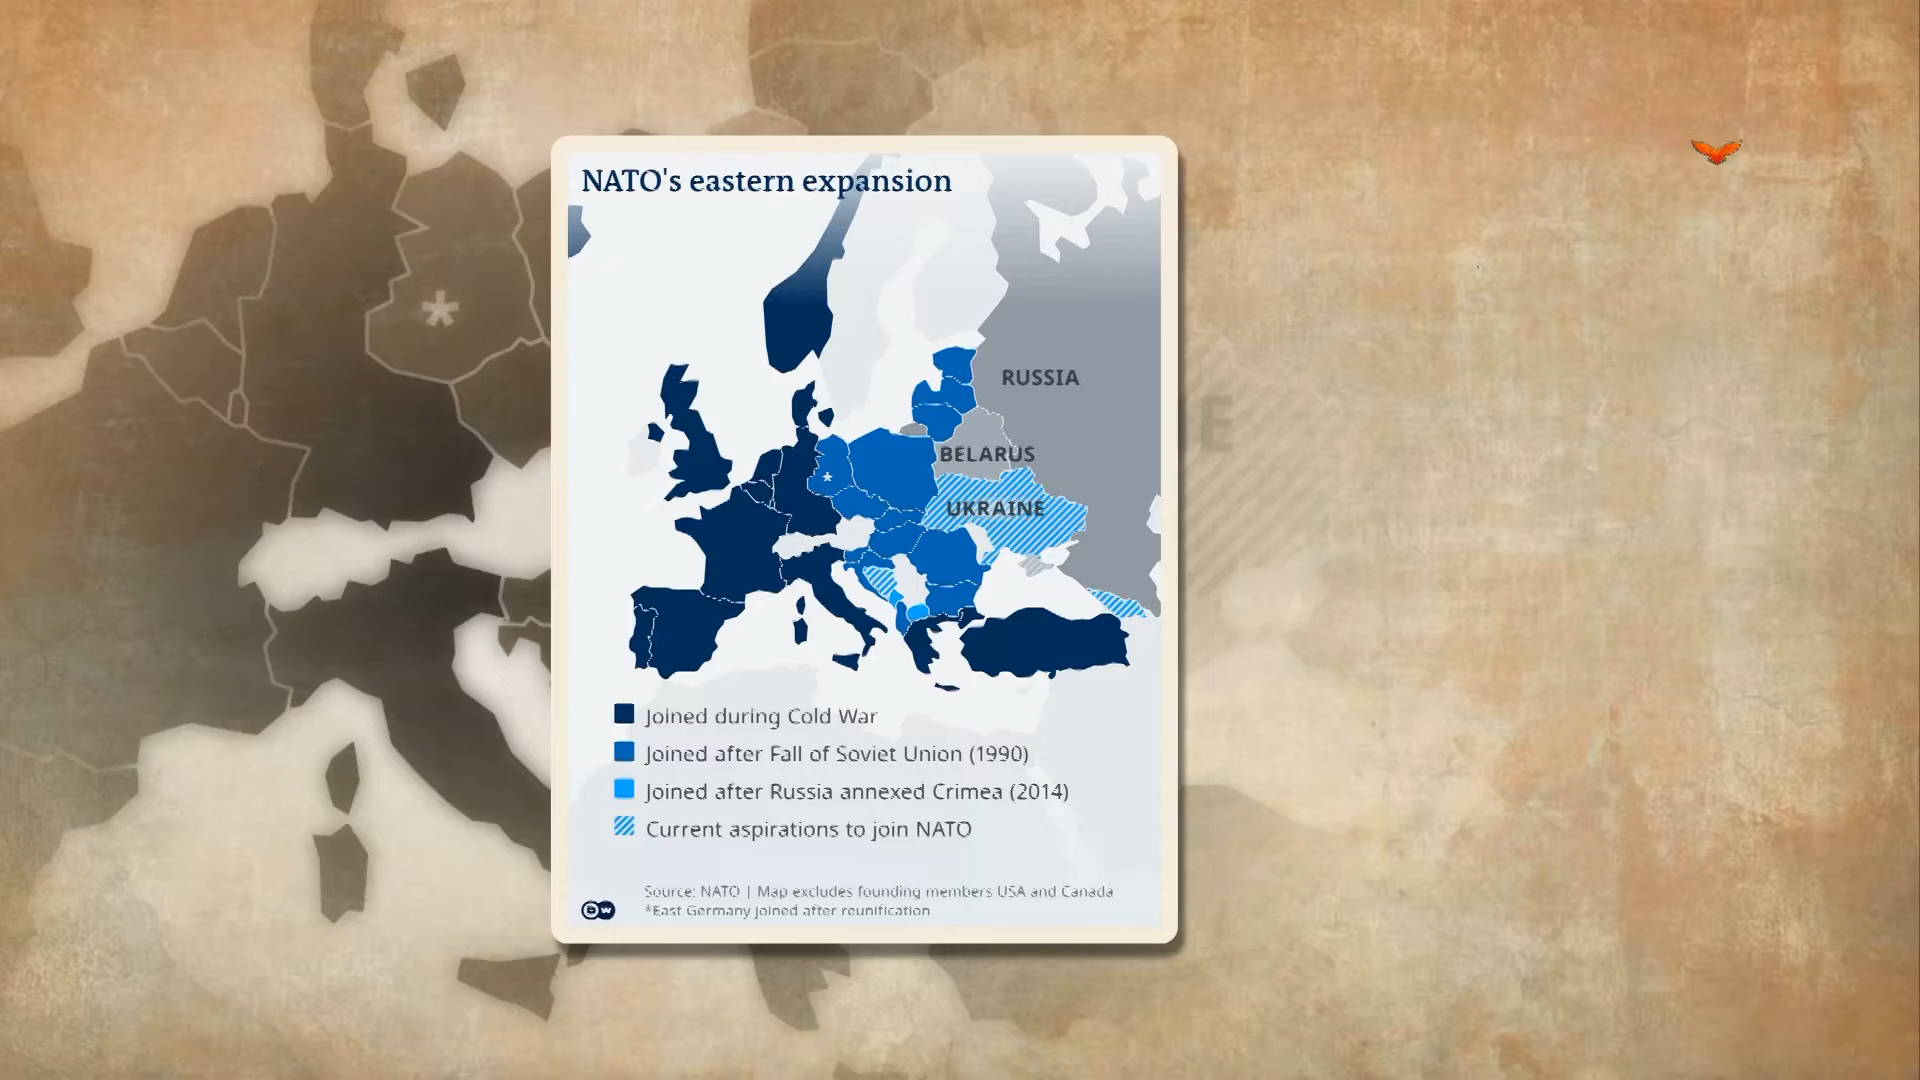 NATO's eastern expansion
RUSSIA
BELARUS
E
UKRAINE
*
Joined during Cold War
Joined after Fall of Soviet Union (1990)
Joined after Russia annexed Crimea (2014)
Current aspirations to join NATO
Source: NATO | Map excludes founding members USA and Canada
DW
*East Germany joined after reunification